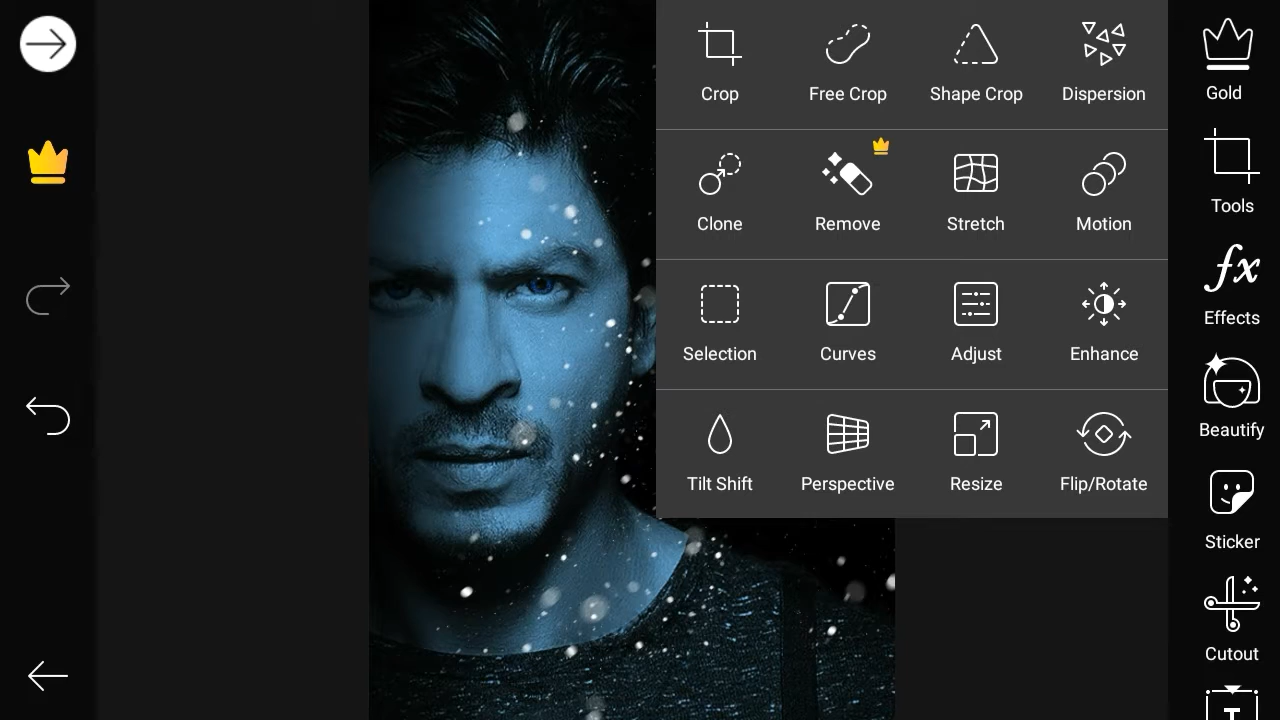 Crop
Free Crop
Shape Crop
Dispersion
Clone
Remove
Stretch
Motion
Selection
Curves
Adjust
Enhance
Tilt Shift
Perspective
Resize
Flip/Rotate
Gold
Tools
fx
Effects
Beautify
Sticker
Cutout
T